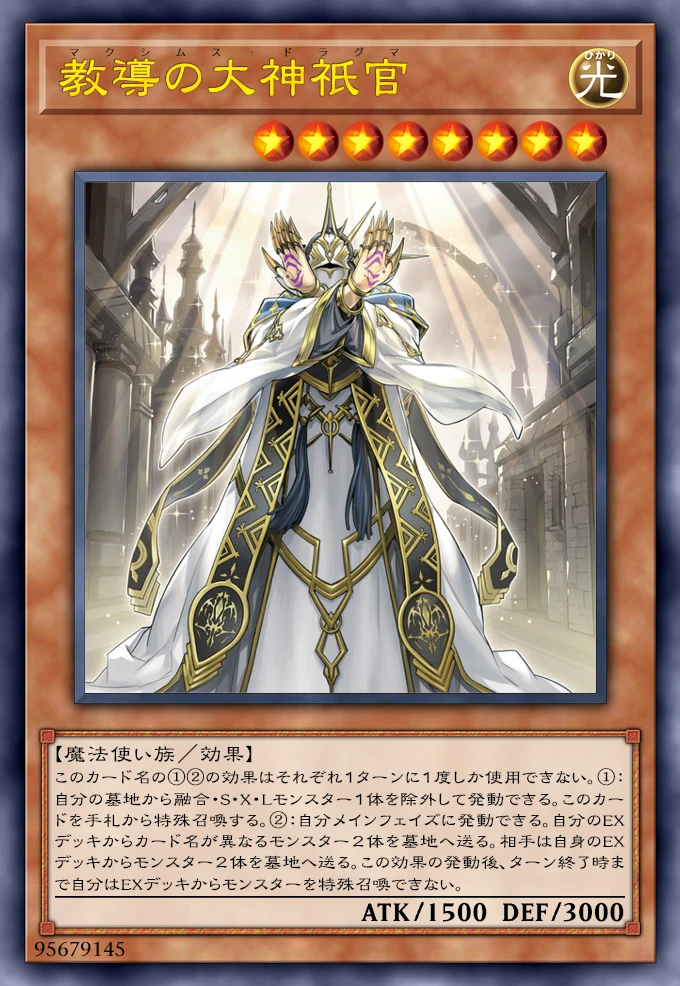 マクシムス・ドラグマ
教導の大神祇官
ひかり
光
【魔法使い族／効果】
このカード名の①②の効果はそれぞれ1ターンに1度しか使用できない。①：
自分の墓地から融合・S・X・Lモンスター1体を除外して発動できる。このカー
ドを手札から特殊召喚する。②：自分メインフェイズに発動できる。自分のEX
デッキからカード名が異なるモンスター2体を墓地へ送る。相手は自身のEX
デッキからモンスター2体を墓地へ送る。この効果の発動後、ターン終了時ま
で自分はEXデッキからモンスターを特殊召喚できない。
ATK/1500 DEF/3000
95679145